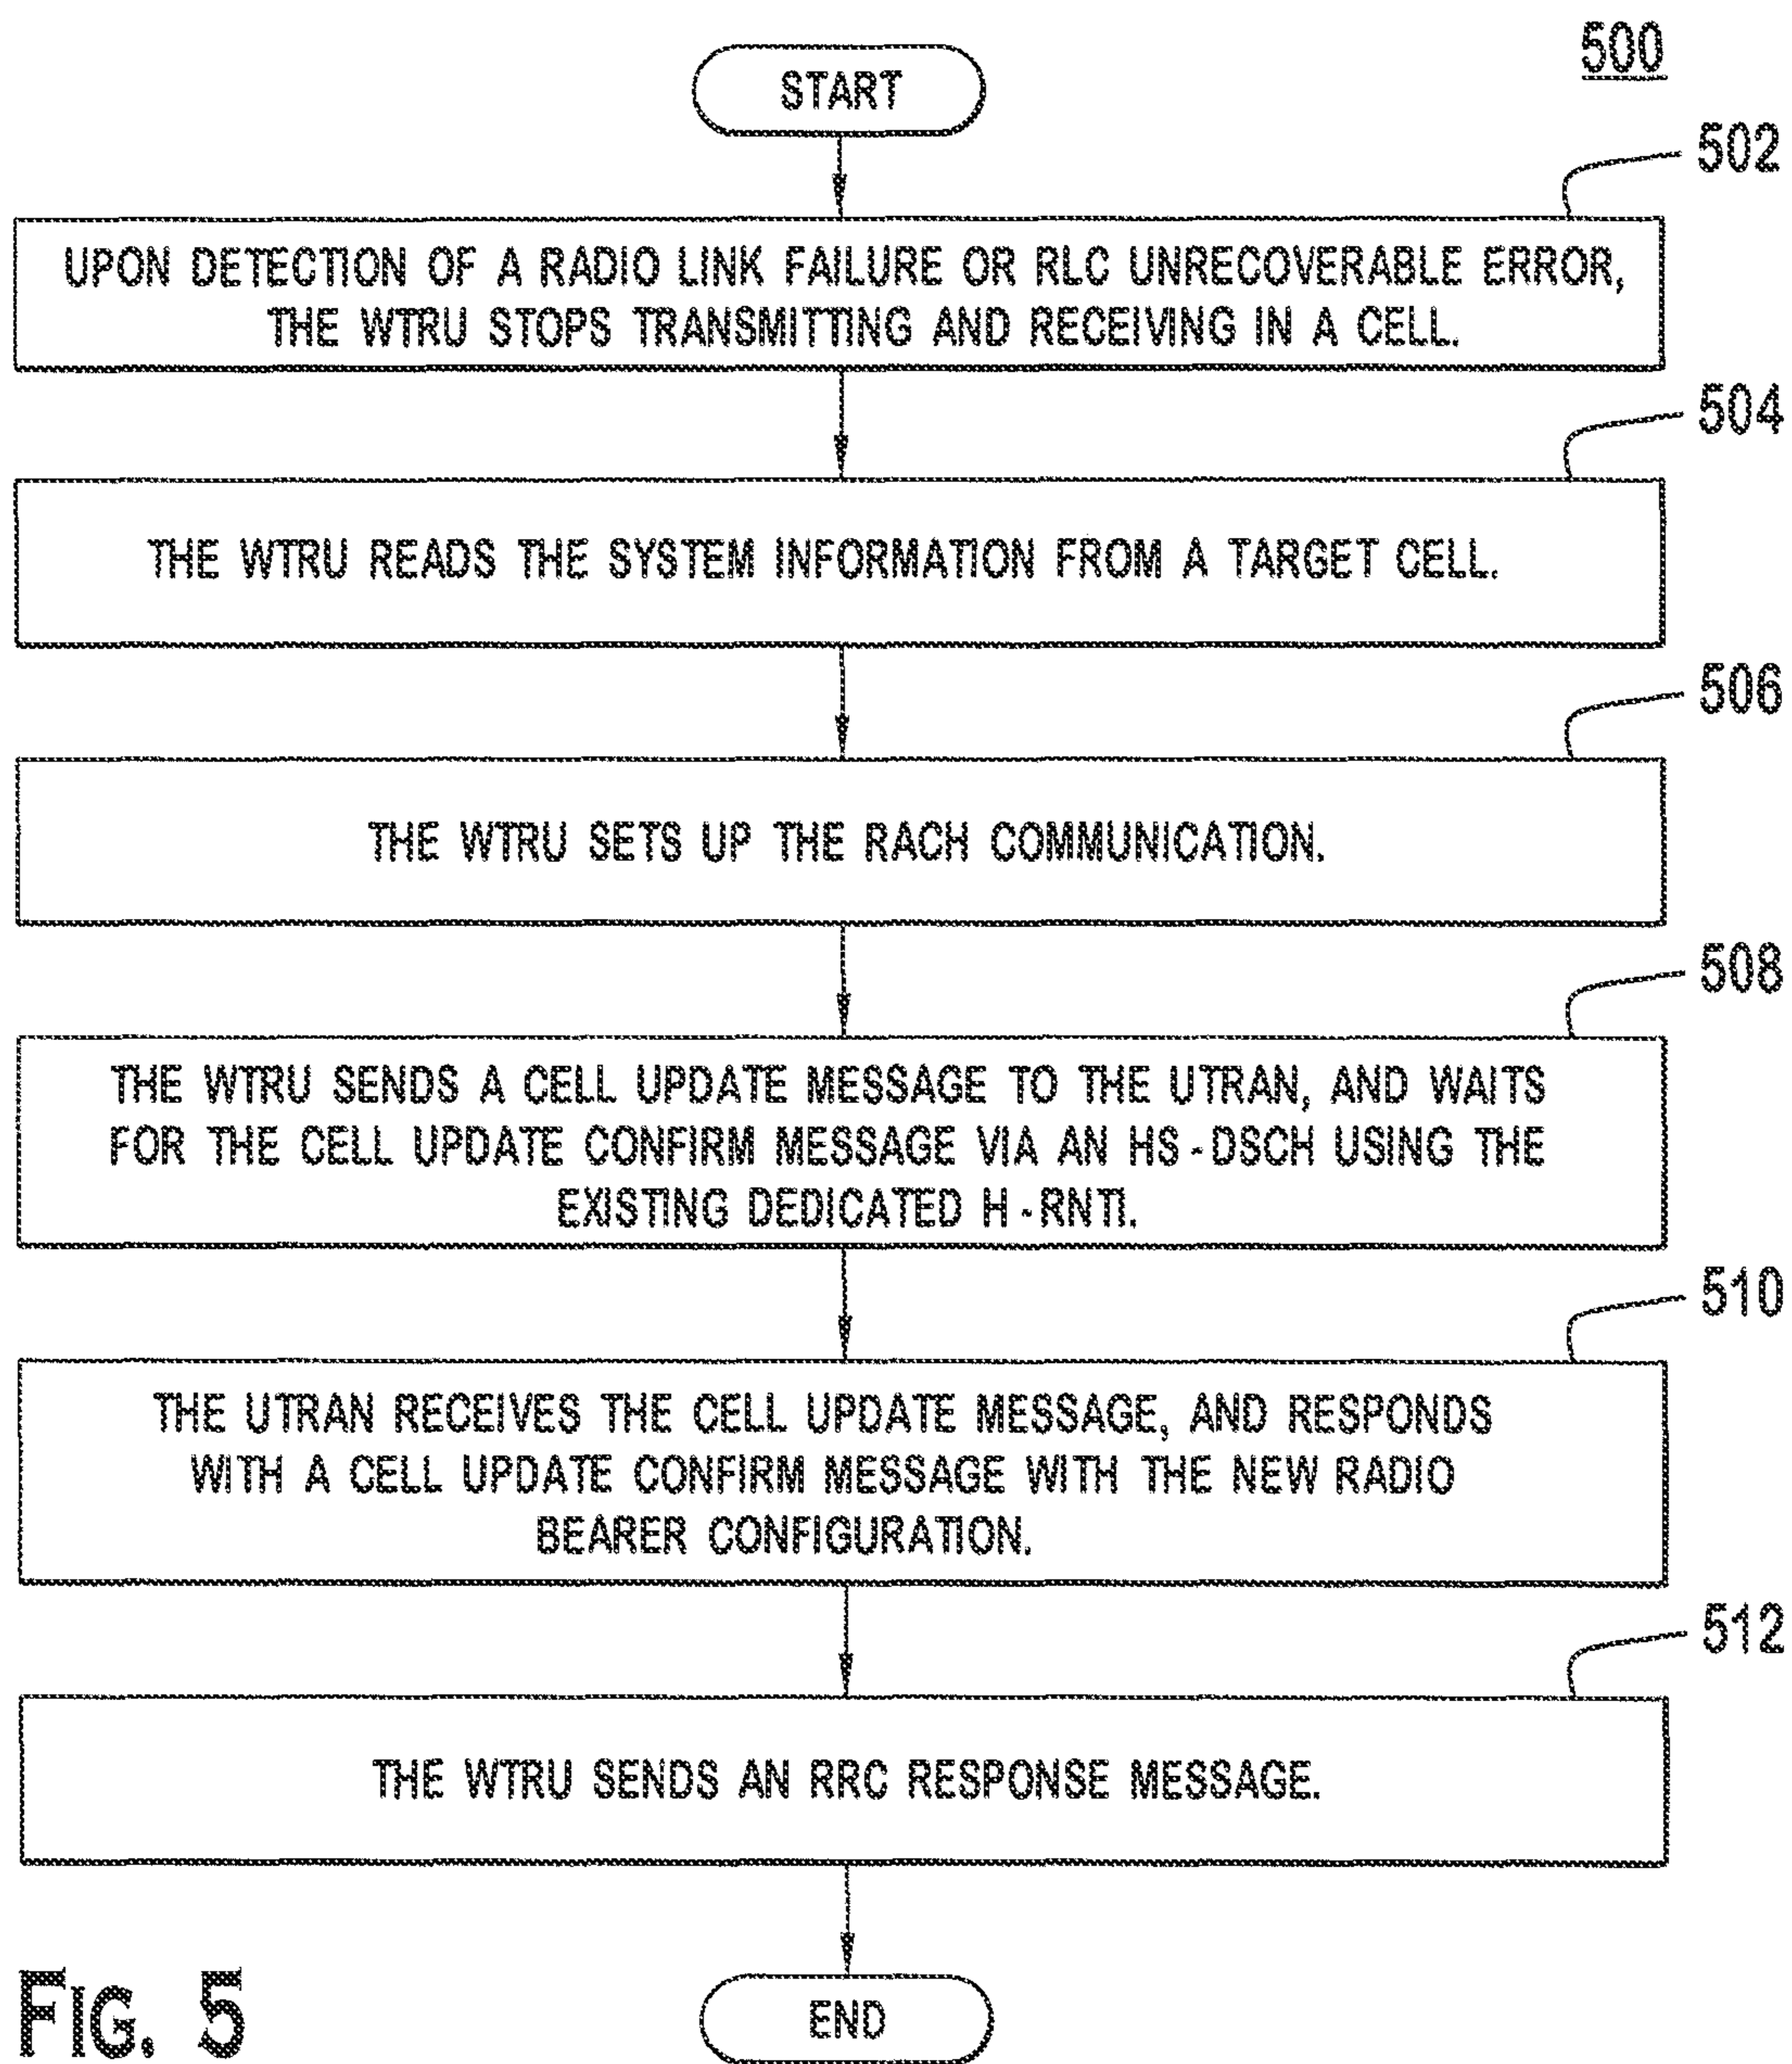 500
START
502
UPON DETECTION OF A RADIO LINK FAILURE OR RLC UNRECOVERABLE ERROR,
THE WTRU STOPS TRANSMITTING AND RECEIVING IN A CELL.
504
THE WTRU READS THE SYSTEM INFORMATION FROM A TARGET CELL.
506
THE WTRU SETS UP THE RACH COMMUNICATION.
508
THE WTRU SENDS A CELL UPDATE MESSAGE TO THE UTRAN, AND WAITS
FOR THE CELL UPDATE CONFIRM MESSAGE VIA AN HS-DSCH USING THE
EXISTING DEDICATED H-RNTI.
510
THE UTRAN RECEIVES THE CELL UPDATE MESSAGE, AND RESPONDS
WITH A CELL UPDATE CONFIRM MESSAGE WITH THE NEW RADIO
BEARER CONFIGURATION.
512
THE WTRU SENDS AN RRC RESPONSE MESSAGE.
END
FIG. 5